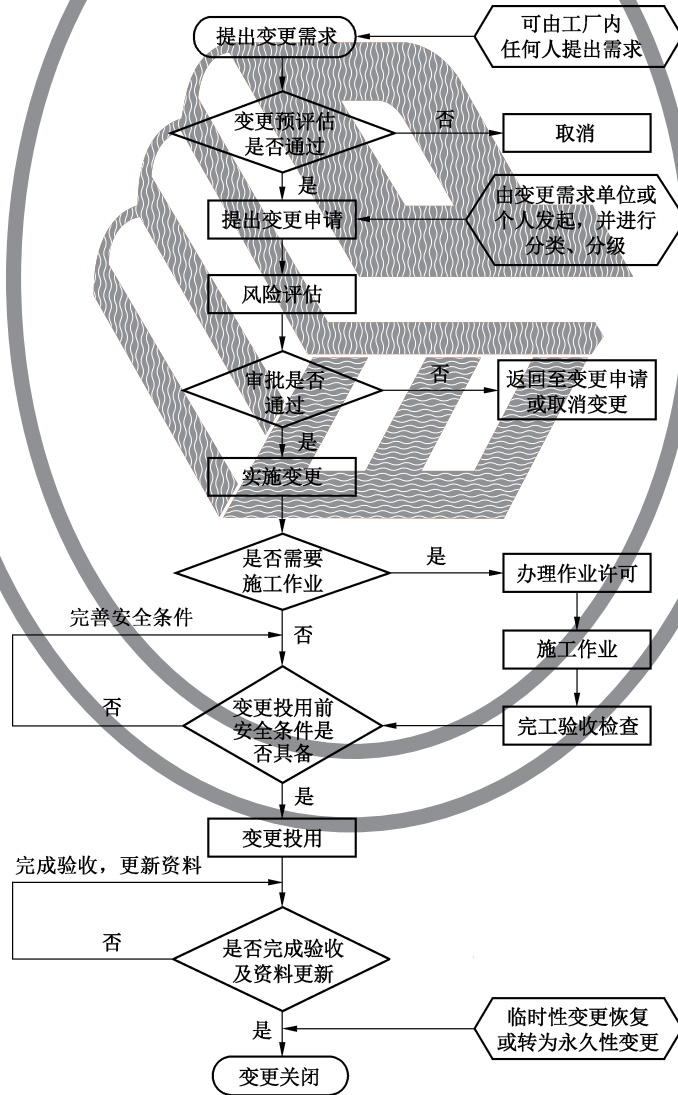 提出变更需求
可由工厂内
任何人提出需求
变更预评估
是否通过
否
取消
是
提出变更申请
由变更需求单位或
个人发起，并进行
分类、分级
风险评估
审批是否
通过
否
返回至变更申请
或取消变更
是
实施变更
是否需要
施工作业
是
办理作业许可
完善安全条件
否
施工作业
变更投用前
安全条件是
否具备
否
完工验收检查
是
变更投用
完成验收，更新资料
是否完成验收
及资料更新
否
是
临时性变更恢复
或转为永久性变更
变更关闭